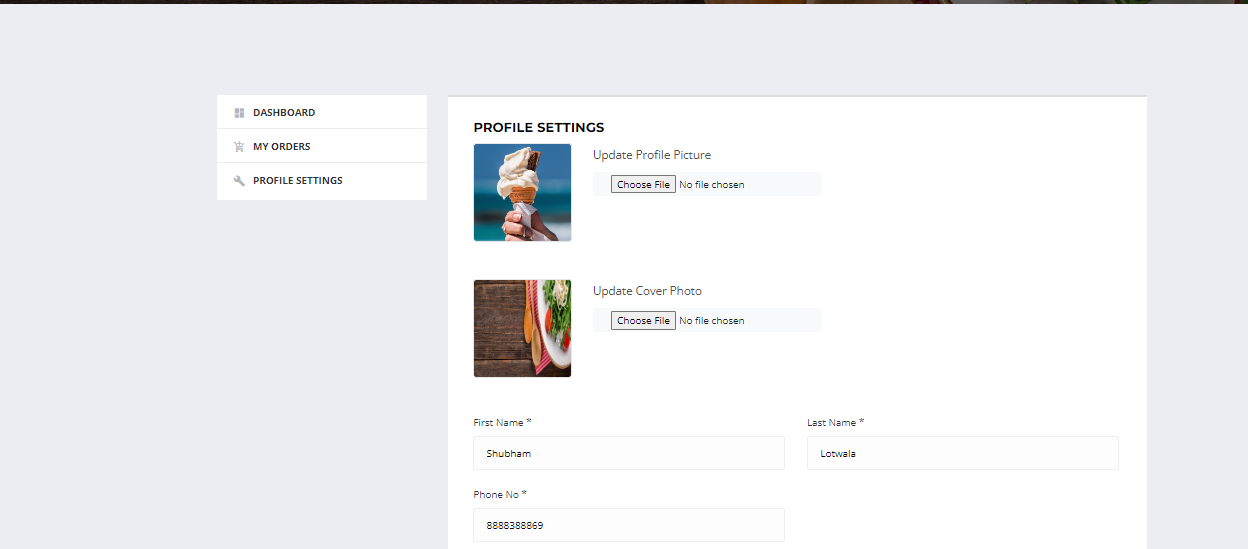 DASHBOARD
MY ORDERS
PROFILE SETTINGS
PROFILE SETTINGS
Update Profile Picture
Choose File No file chosen
Update Cover Photo
Choose File No file chosen
First Name *
Last Name *
Shubham
Lotwala
Phone No *
8888388869